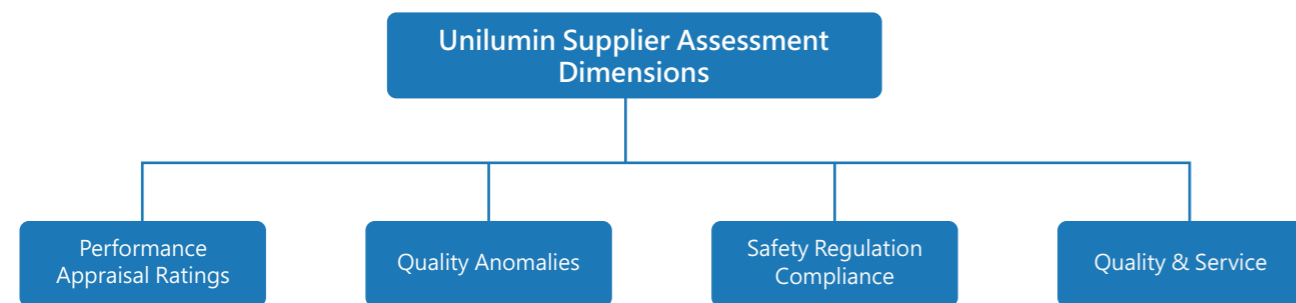 Unilumin Supplier Assessment
Dimensions
Performance
Appraisal Ratings
Quality Anomalies
Safety Regulation
Compliance
Quality & Service